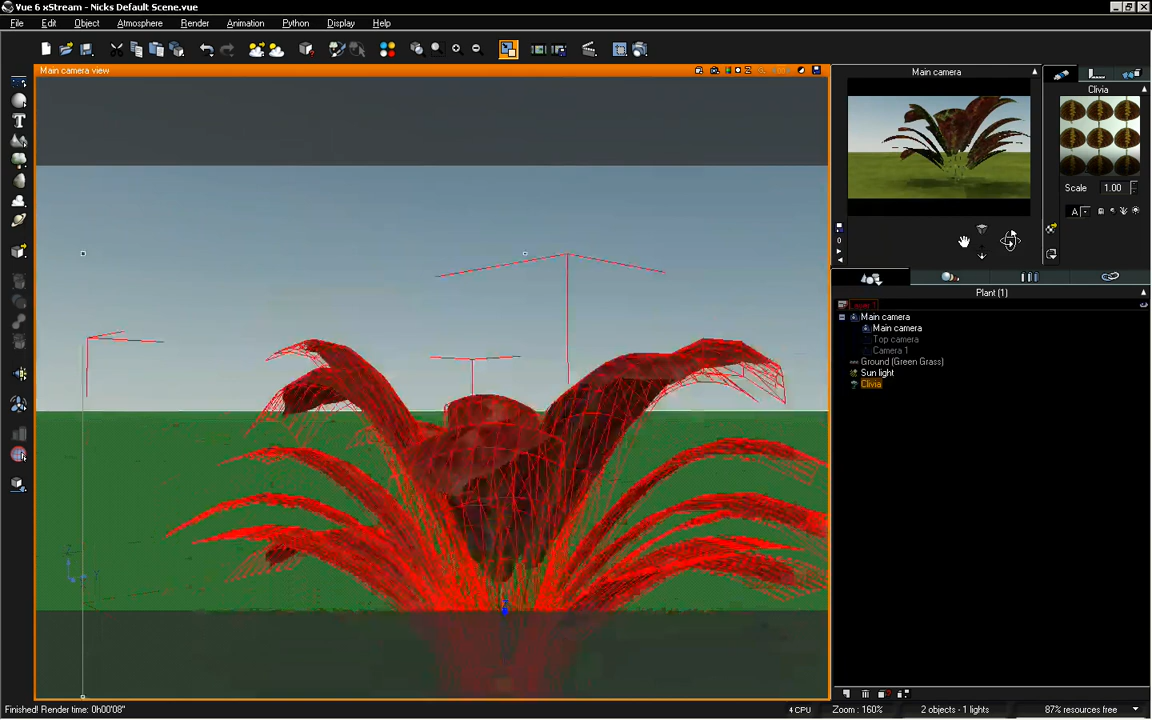 Vue 6 xStream - Nicks Default Scene.vue
File Edit Object Atmosphere Render Animation Python Display Help
Main camera view
Main camera
Clivia
Scale 1.00
A
0
Plant (1)
Layer 1
Main camera
Main camera
Top camera
Camera 1
Ground (Green Grass)
Sun light
Clivia
Finished! Render time: 0h00'08"
4 CPU
Zoom : 160%
2 objects - 1 lights
87% resources free